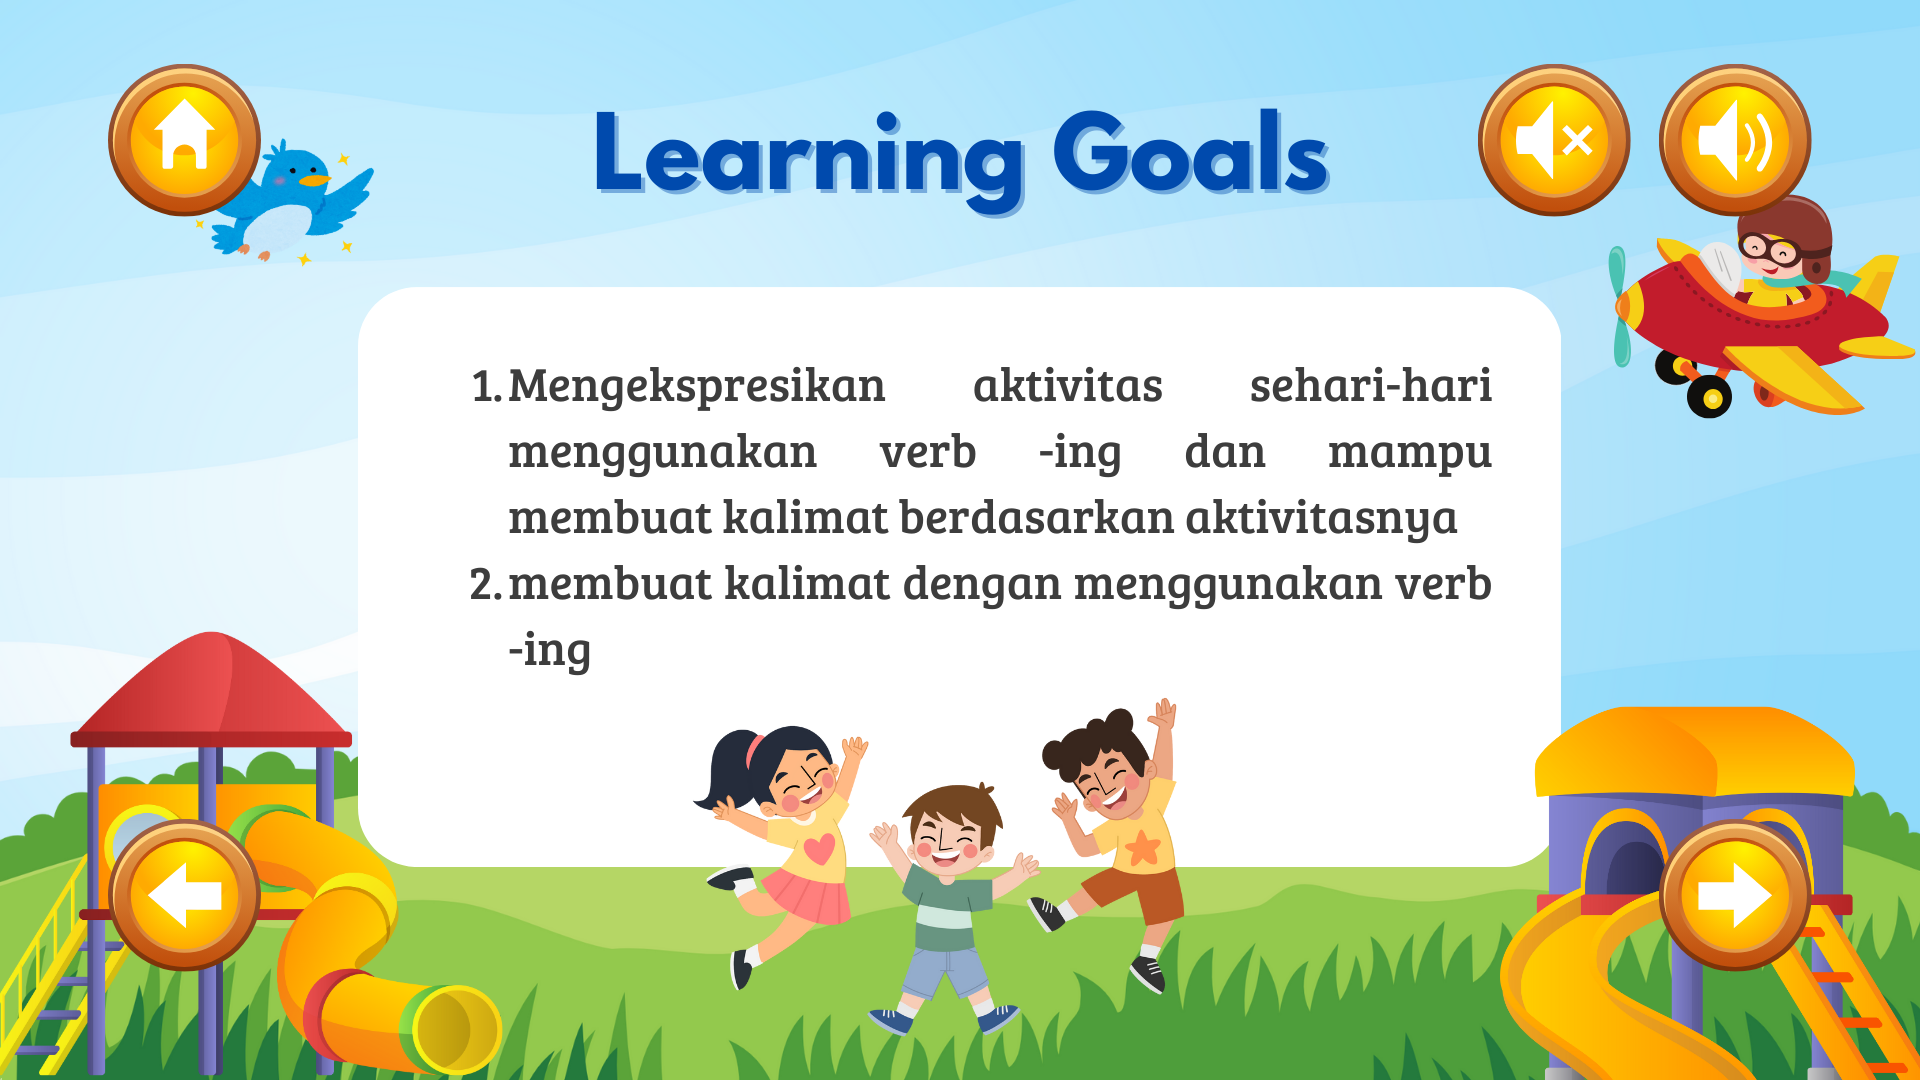 Learning Goals
1. Mengekspresikan aktivitas sehari-hari
menggunakan verb -ing dan mampu
membuat kalimat berdasarkan aktivitasnya
2. membuat kalimat dengan menggunakan verb
-ing